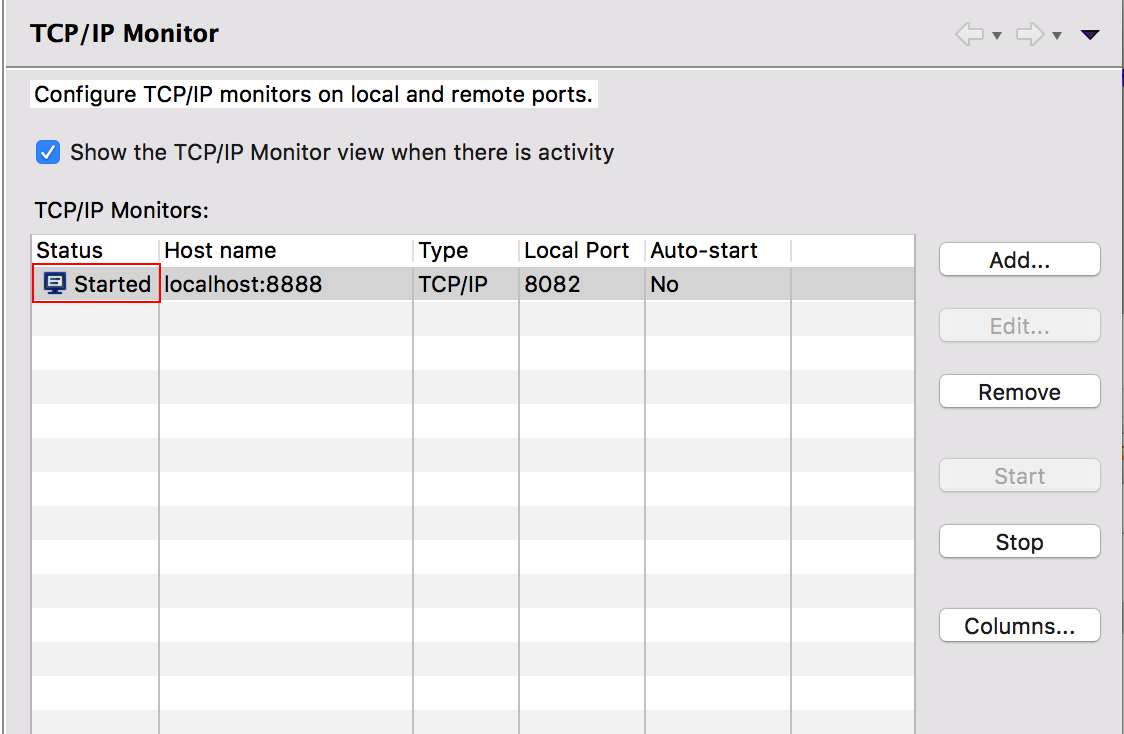 TCP/IP Monitor
Configure TCP/IP monitors on local and remote ports.
Show the TCP/IP Monitor view when there is activity
TCP/IP Monitors:
Status Host name Type Local Port Auto-start
Started localhost:8888 TCP/IP 8082 No
Add...
Edit...
Remove
Start
Stop
Columns...